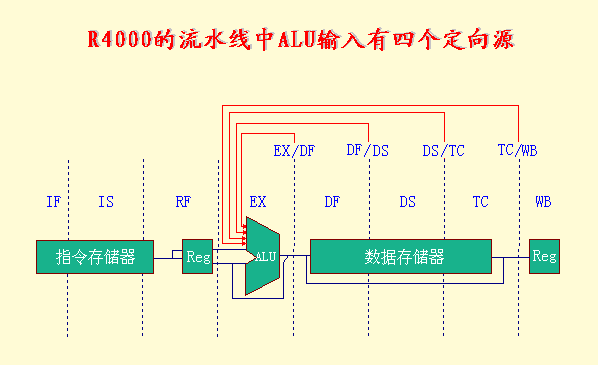 R4000的流水线中ALU输入有四个定向源
EX/DF DF/DS DS/TC TC/WB
IF IS RF EX DF DS TC WB
指令存储器 Reg ALU 数据存储器 Reg